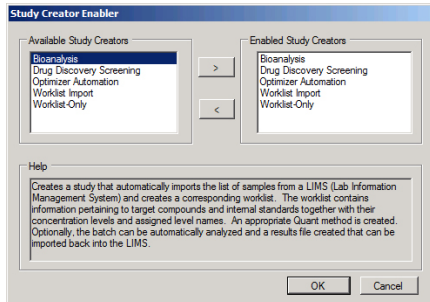 Study Creator Enabler
Available Study Creators
Bioanalysis
Drug Discovery Screening
Optimizer Automation
Worklist Import
Worklist-Only
>
<
Enabled Study Creators
Bioanalysis
Drug Discovery Screening
Optimizer Automation
Worklist Import
Worklist-Only
Help
Creates a study that automatically imports the list of samples from a LIMS (Lab Information
Management System) and creates a corresponding worklist. The worklist contains
information pertaining to target compounds and internal standards together with their
concentration levels and assigned level names. An appropriate Quant method is created.
Optionally, the batch can be automatically analyzed and a results file created that can be
imported back into the LIMS.
OK
Cancel